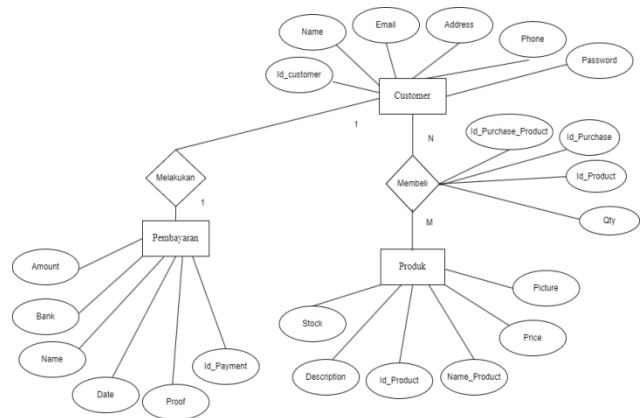 Name
Email
Address
Phone
Password
Id_customer
Customer
1
N
Id_Purchase_Product
Id_Purchase
Id_Product
Qty
Melakukan
Membeli
1
M
Pembayaran
Produk
Amount
Bank
Name
Date
Proof
Id_Payment
Stock
Description
Id_Product
Name_Product
Price
Picture